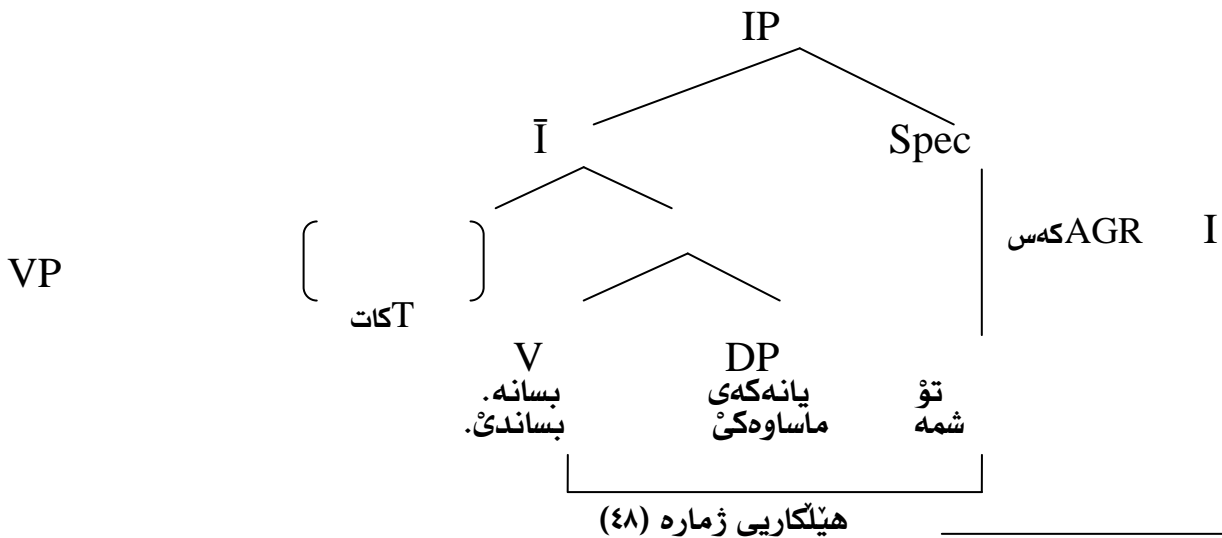 IP
Ī Spec
I AGRکەس
VP
Tکات
V DP
تۆ یانەکەی بسانە.
شمە ماساوەکێ بساندێ.
هێڵکاریی ژمارە (٤٨)